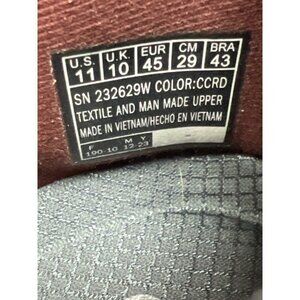 U.S. U.K. EUR CM BRA
11 10 45 29 43
SN 232629W COLOR:CCRD
TEXTILE AND MAN MADE UPPER
MADE IN VIETNAM/HECHO EN VIETNAM
F M Y
190-10 12-23